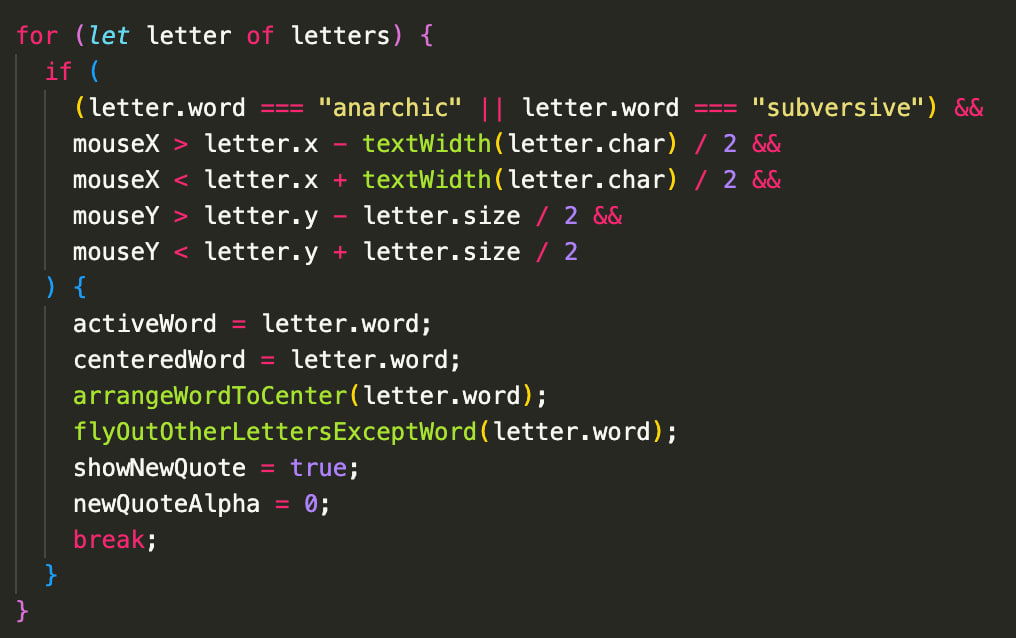 for (let letter of letters) {
  if (
    (letter.word === "anarchic" || letter.word === "subversive") &&
    mouseX > letter.x - textWidth(letter.char) / 2 &&
    mouseX < letter.x + textWidth(letter.char) / 2 &&
    mouseY > letter.y - letter.size / 2 &&
    mouseY < letter.y + letter.size / 2
  ) {
    activeWord = letter.word;
    centeredWord = letter.word;
    arrangeWordToCenter(letter.word);
    flyOutOtherLettersExceptWord(letter.word);
    showNewQuote = true;
    newQuoteAlpha = 0;
    break;
  }
}